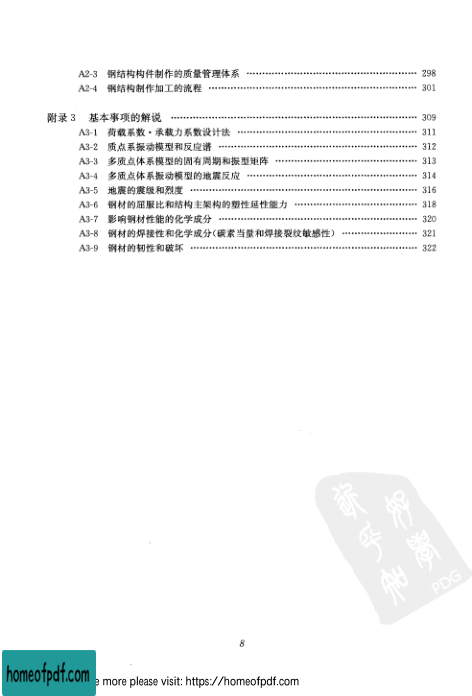 A2-3 钢结构构件制作的质量管理体系 …………………………………………… 298
A2-4 钢结构制作加工的流程 …………………………………………………… 301
附录 3 基本事项的解说 ……………………………………………………………… 309
A3-1 荷载系数·承载力系数设计法 …………………………………………… 311
A3-2 质点系振动模型和反应谱 ………………………………………………… 312
A3-3 多质点体系模型的固有周期和振型矩阵 ………………………………… 313
A3-4 多质点体系振动模型的地震反应 ………………………………………… 314
A3-5 地震的震级和烈度 ………………………………………………………… 316
A3-6 钢材的屈服比和结构主架构的塑性延性能力 …………………………… 318
A3-7 影响钢材性能的化学成分 ………………………………………………… 320
A3-8 钢材的焊接性和化学成分(碳素当量和焊接裂纹敏感性) ……………… 321
A3-9 钢材的韧性和破坏 ………………………………………………………… 322
PDG
8
homeofpdf.com
e more please visit: https://homeofpdf.com